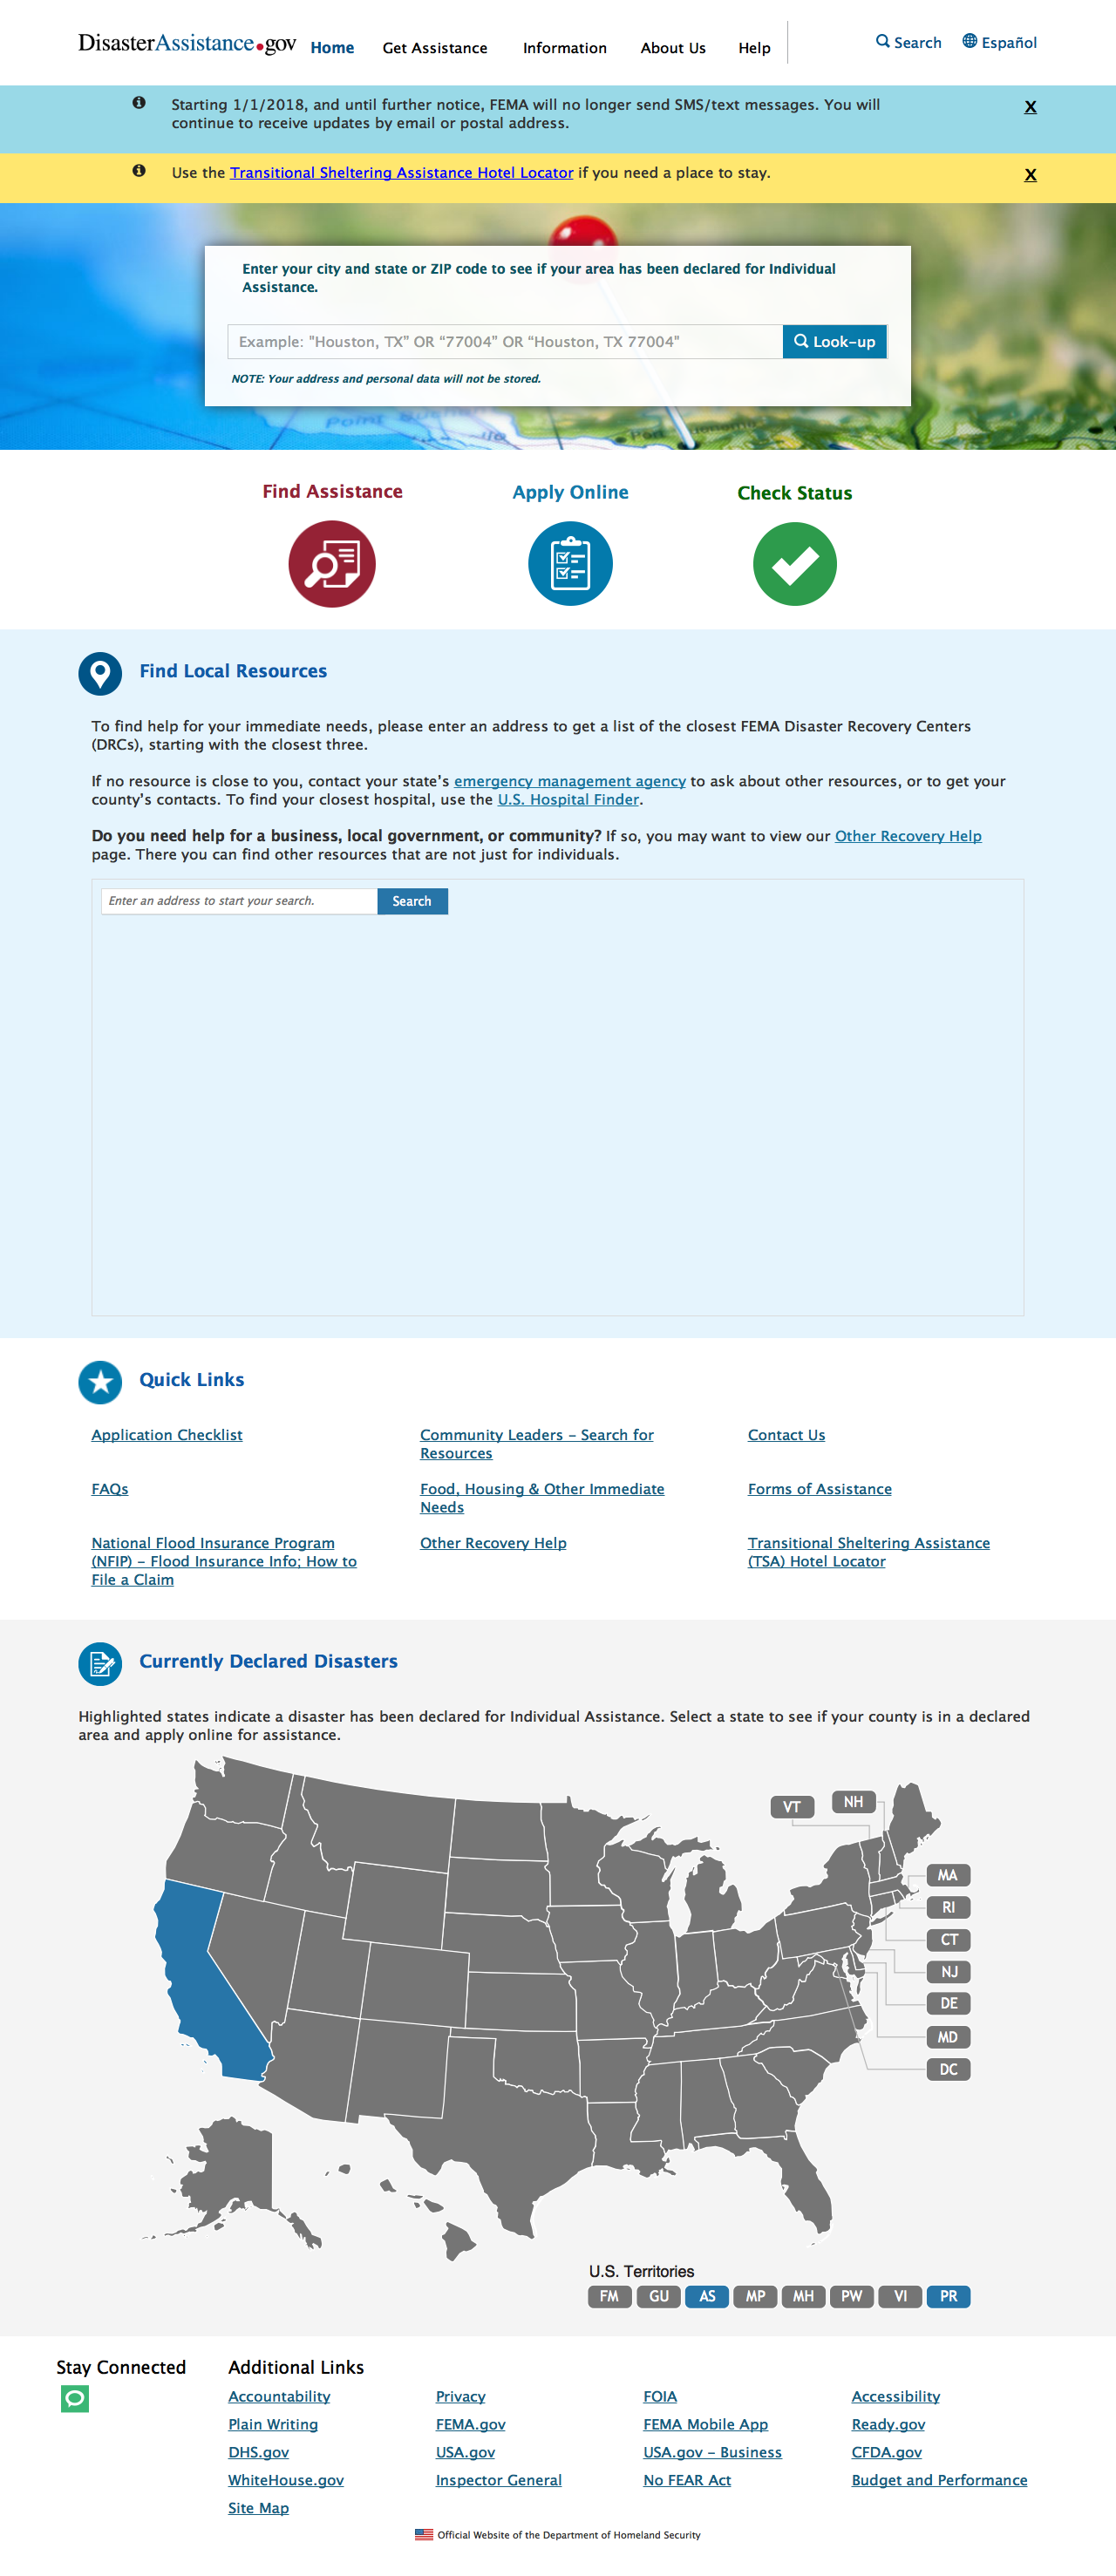 DisasterAssistance.gov
Home
Get Assistance
Information
About Us
Help
Search
Español
Starting 1/1/2018, and until further notice, FEMA will no longer send SMS/text messages. You will
continue to receive updates by email or postal address.
X
Use the Transitional Sheltering Assistance Hotel Locator if you need a place to stay.
X
Enter your city and state or ZIP code to see if your area has been declared for Individual
Assistance.
Example: "Houston, TX" OR "77004" OR "Houston, TX 77004"
Look-up
NOTE: Your address and personal data will not be stored.
Find Assistance
Apply Online
Check Status
Find Local Resources
To find help for your immediate needs, please enter an address to get a list of the closest FEMA Disaster Recovery Centers
(DRCs), starting with the closest three.
If no resource is close to you, contact your state's emergency management agency to ask about other resources, or to get your
county's contacts. To find your closest hospital, use the U.S. Hospital Finder.
Do you need help for a business, local government, or community? If so, you may want to view our Other Recovery Help
page. There you can find other resources that are not just for individuals.
Enter an address to start your search.
Search
Quick Links
Application Checklist
Community Leaders - Search for
Resources
Contact Us
FAQs
Food, Housing & Other Immediate
Needs
Forms of Assistance
National Flood Insurance Program
(NFIP) - Flood Insurance Info; How to
File a Claim
Other Recovery Help
Transitional Sheltering Assistance
(TSA) Hotel Locator
Currently Declared Disasters
Highlighted states indicate a disaster has been declared for Individual Assistance. Select a state to see if your county is in a declared
area and apply online for assistance.
VT
NH
MA
RI
CT
NJ
DE
MD
DC
U.S. Territories
FM
GU
AS
MP
MH
PW
VI
PR
Stay Connected
Additional Links
Accountability
Privacy
FOIA
Accessibility
Plain Writing
FEMA.gov
FEMA Mobile App
Ready.gov
DHS.gov
USA.gov
USA.gov - Business
CFDA.gov
WhiteHouse.gov
Inspector General
No FEAR Act
Budget and Performance
Site Map
Official Website of the Department of Homeland Security